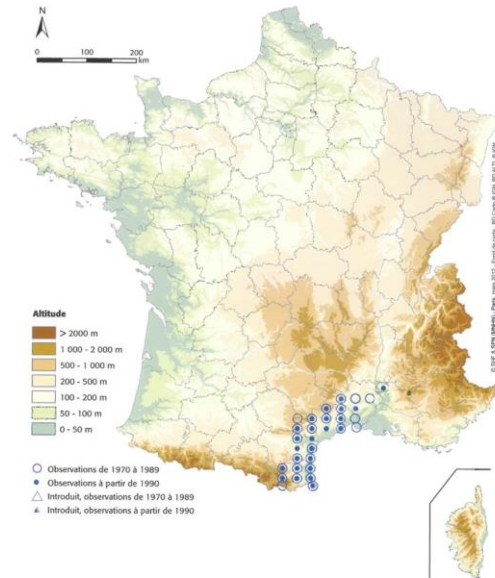 N
0 100 200
km
Altitude
> 2000 m
1 000 - 2 000 m
500 - 1 000 m
200 - 500 m
100 - 200 m
50 - 100 m
0 - 50 m
Observations de 1970 à 1989
Observations à partir de 1990
Introduit, observations de 1970 à 1989
Introduit, observations à partir de 1990